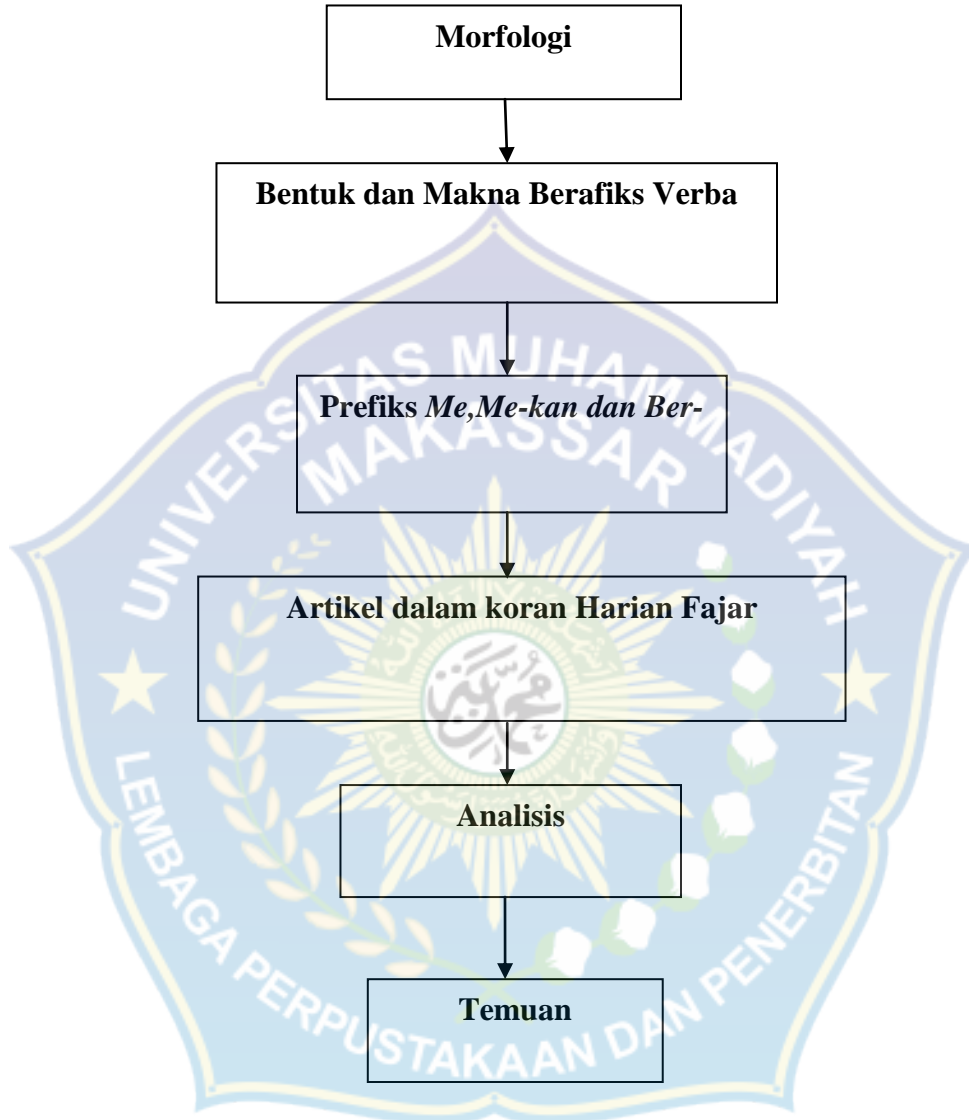 Morfologi
Bentuk dan Makna Berafiks Verba
UNIVERSITAS MUHAMMADIYAH
MAKASSAR
Prefiks Me,Me-kan dan Ber-
Artikel dalam koran Harian Fajar
Analisis
Temuan
LEMBAGA PERPUSTAKAAN DAN PENERBITAN